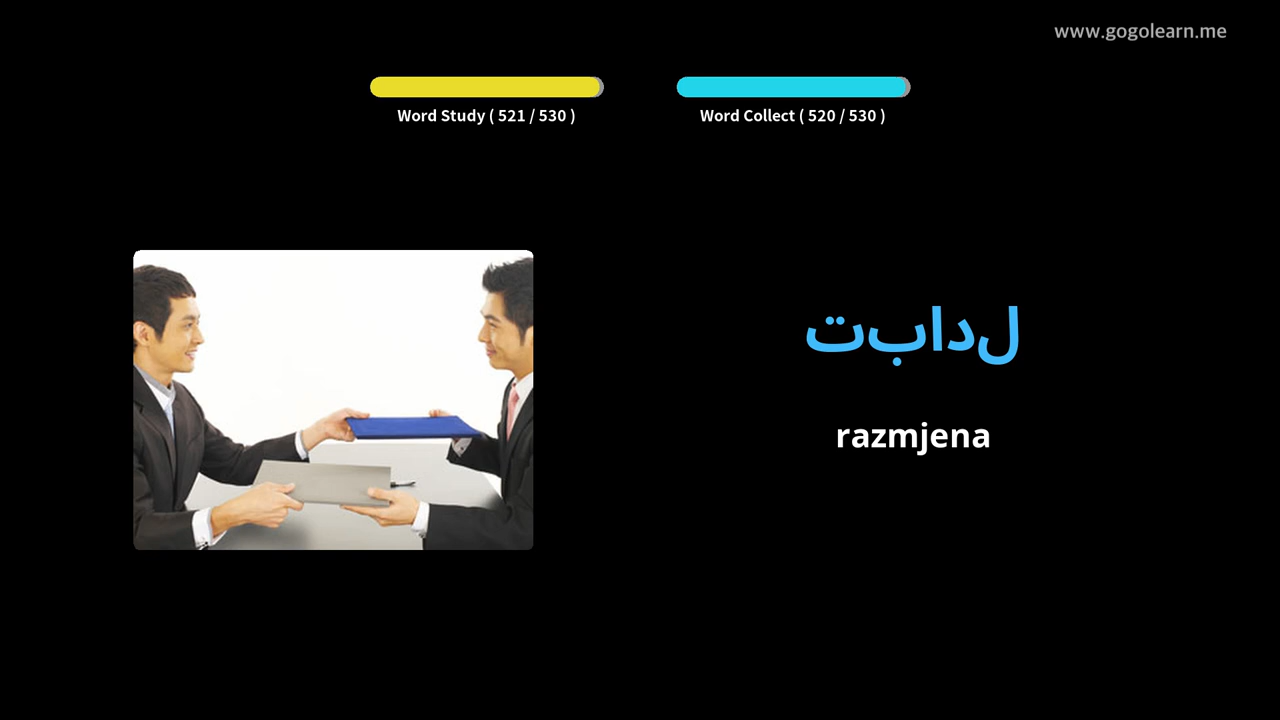 www.gogolearn.me
Word Study ( 521 / 530 )
Word Collect ( 520 / 530 )
تبادل
razmjena